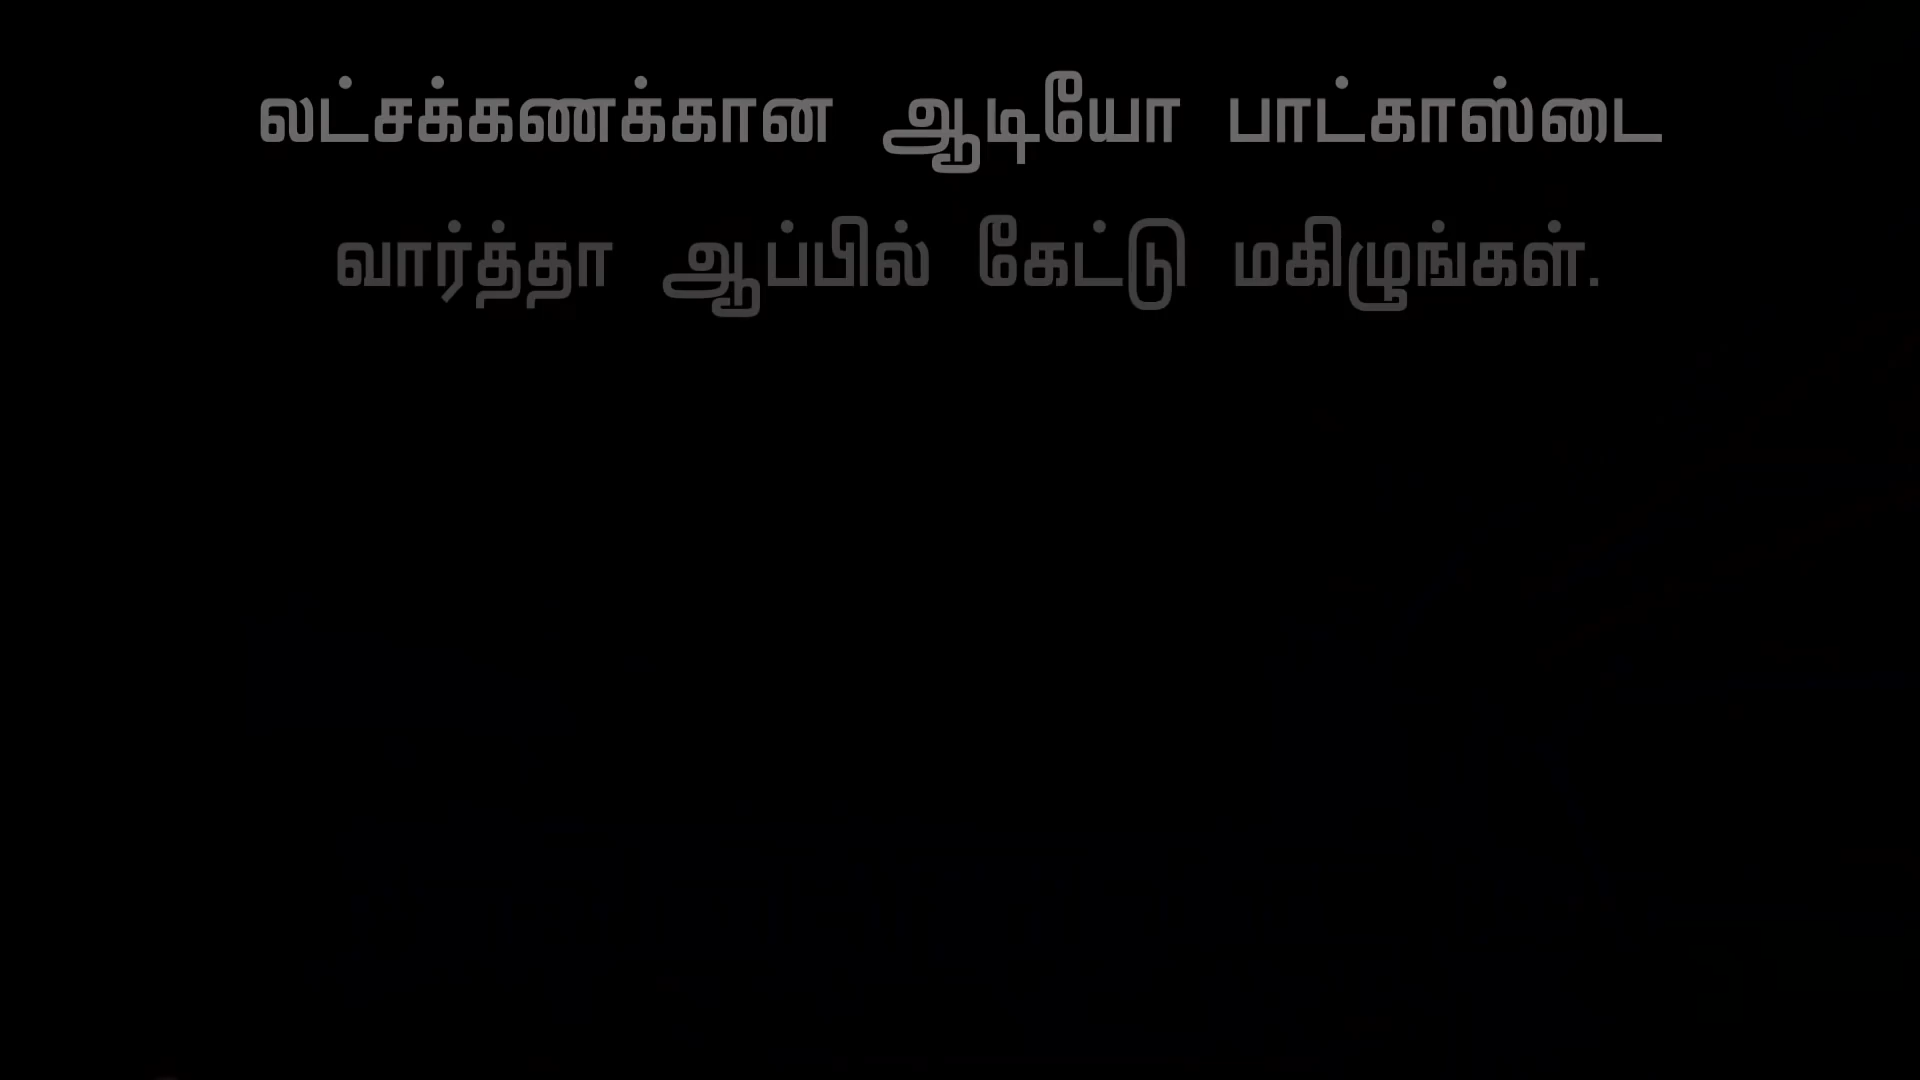 லட்சக்கணக்கான ஆடியோ பாட்காஸ்டை
வார்த்தா ஆப்பில் கேட்டு மகிழுங்கள்.